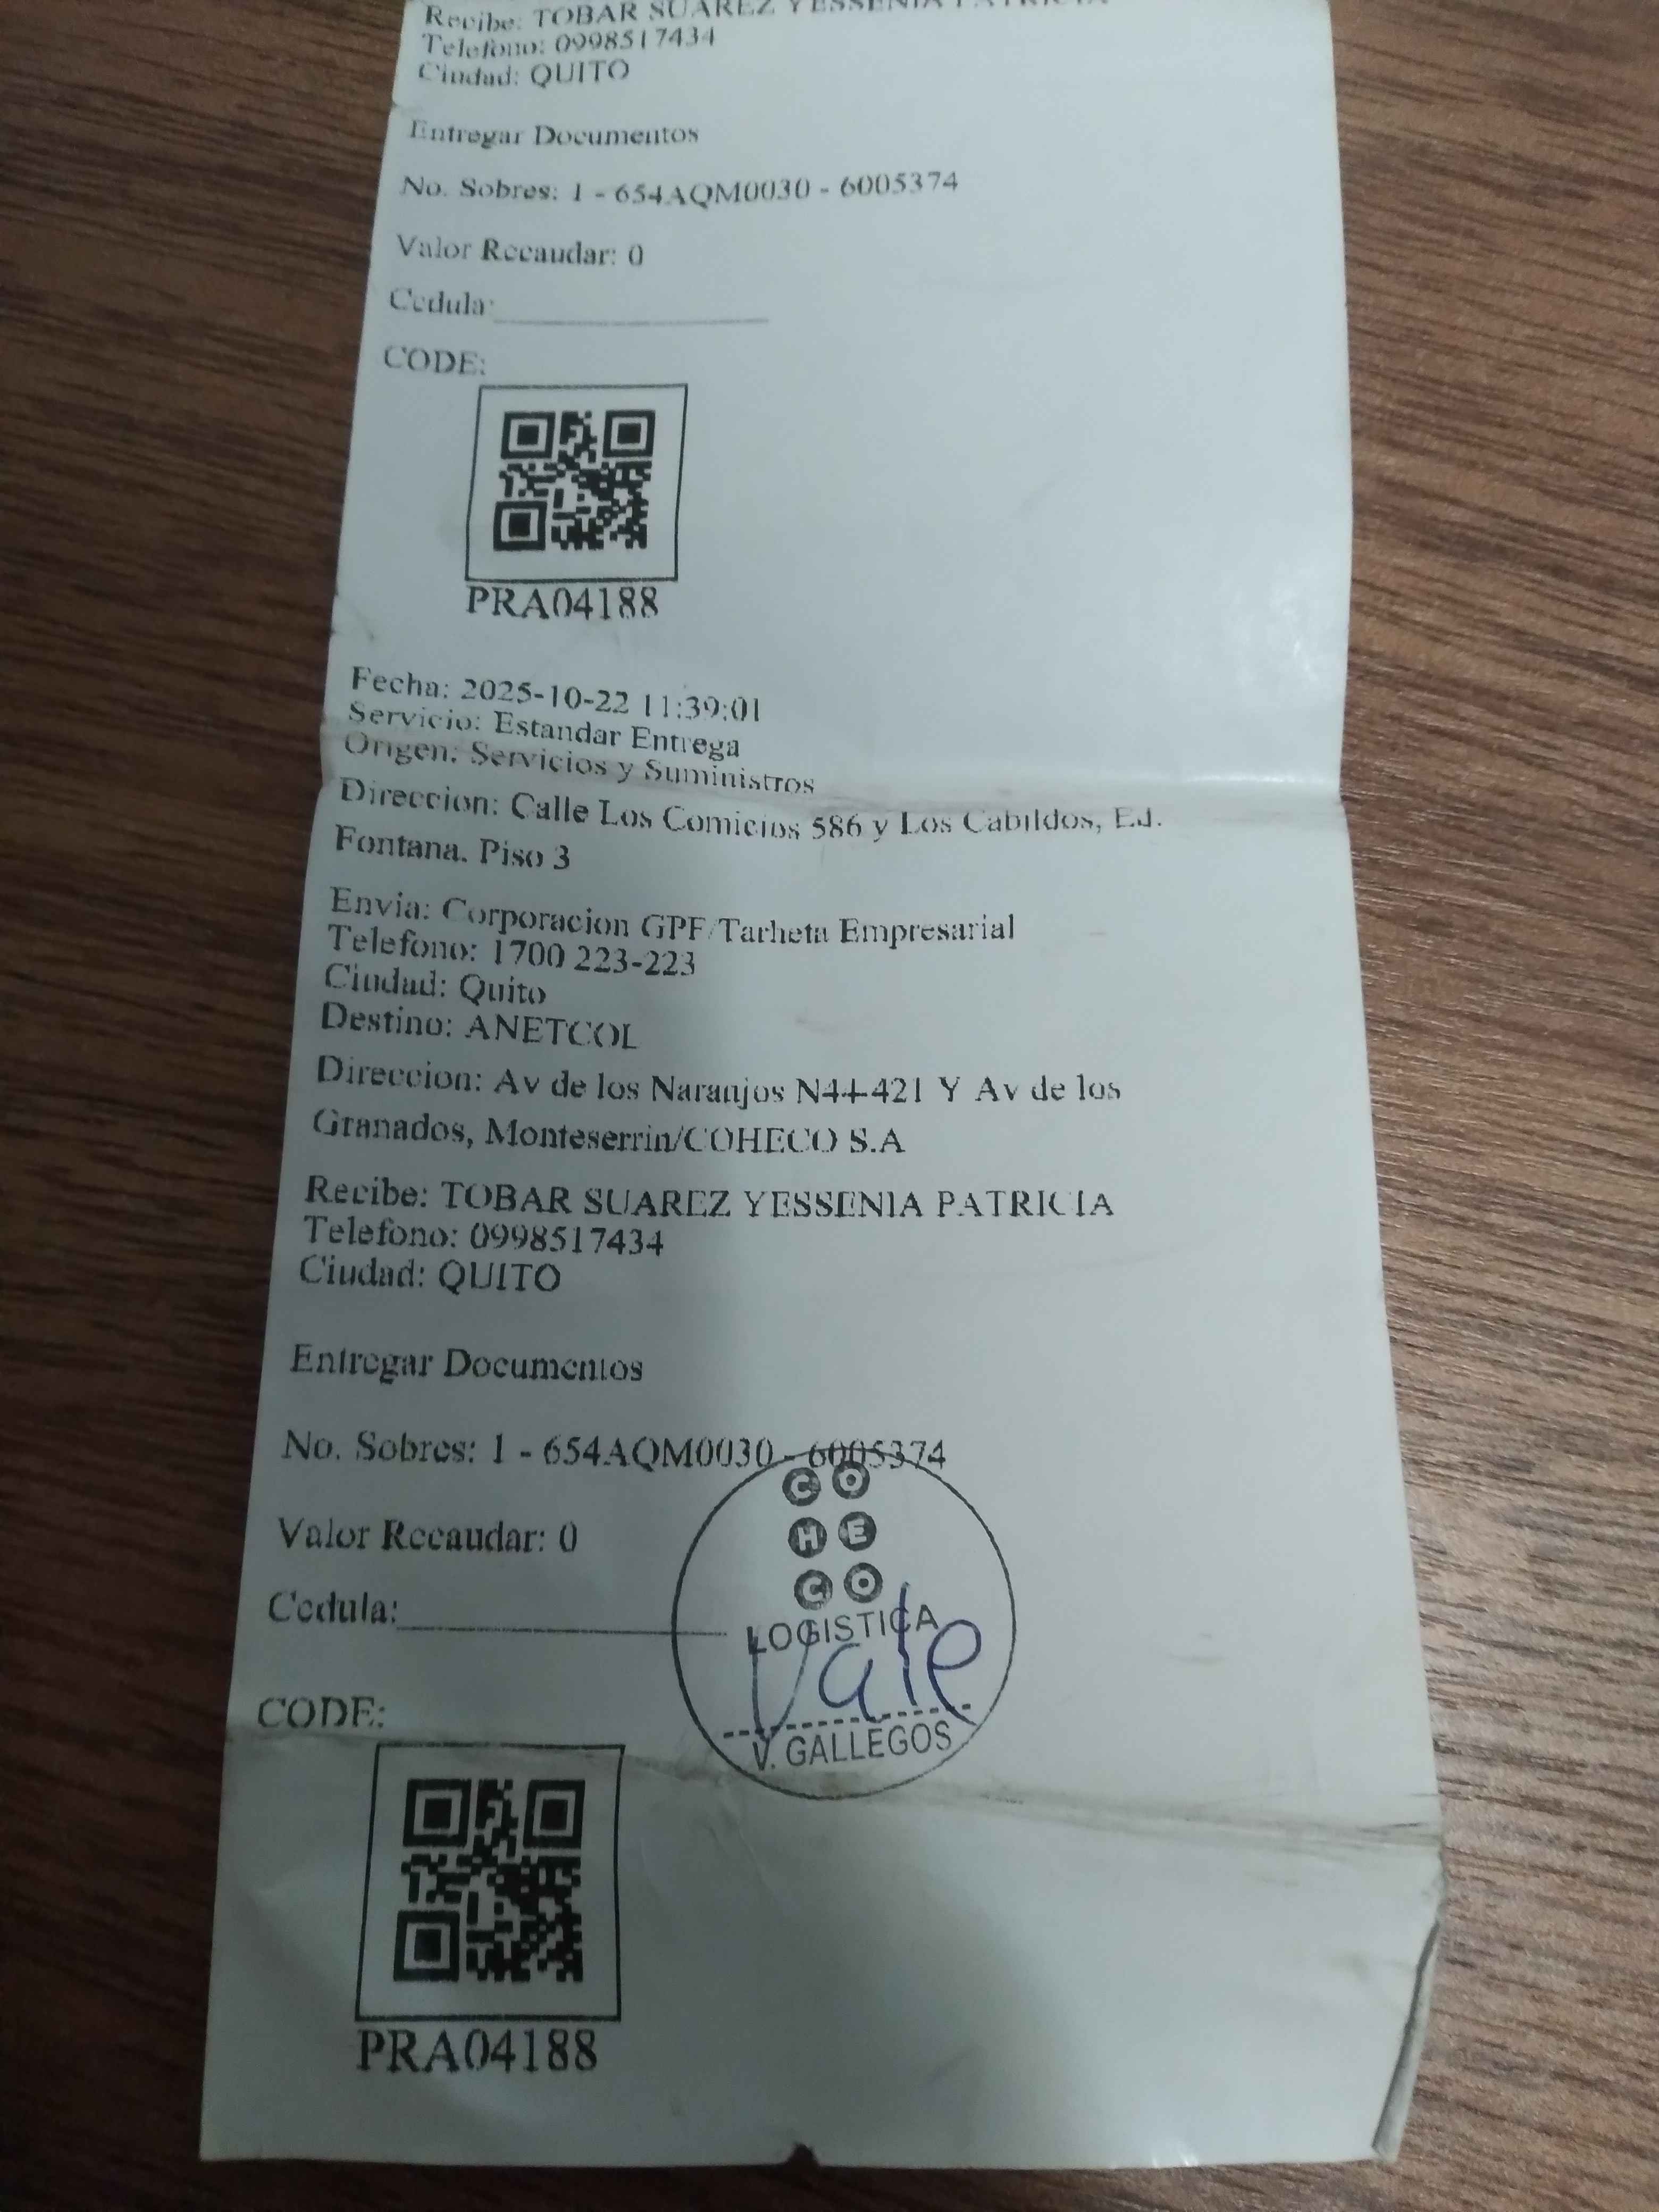 Recibe: TOBAR SUAREZ YESSENIA PATRICIA
Telefono: 0998517434
Ciudad: QUITO
Entregar Documentos
No. Sobres: 1 - 654AQM0030 - 6005374
Valor Recaudar: 0
Cedula:
CODE:
PRA04188
Fecha: 2025-10-22 11:39:01
Servicio: Estandar Entrega
Origen: Servicios y Suministros
Direccion: Calle Los Comicios 586 y Los Cabildos, Ed.
Fontana. Piso 3
Envia: Corporacion GPF/Tarheta Empresarial
Telefono: 1700 223-223
Ciudad: Quito
Destino: ANETCOL
Direccion: Av de los Naranjos N44-421 Y Av de los
Granados, Monteserrin/COHECO S.A
Recibe: TOBAR SUAREZ YESSENIA PATRICIA
Telefono: 0998517434
Ciudad: QUITO
Entregar Documentos
No. Sobres: 1 - 654AQM0030 - 6005374
CO
HE
CO
Valor Recaudar: 0
Cedula:
LOGISTICA
Vale
V. GALLEGOS
CODE:
PRA04188